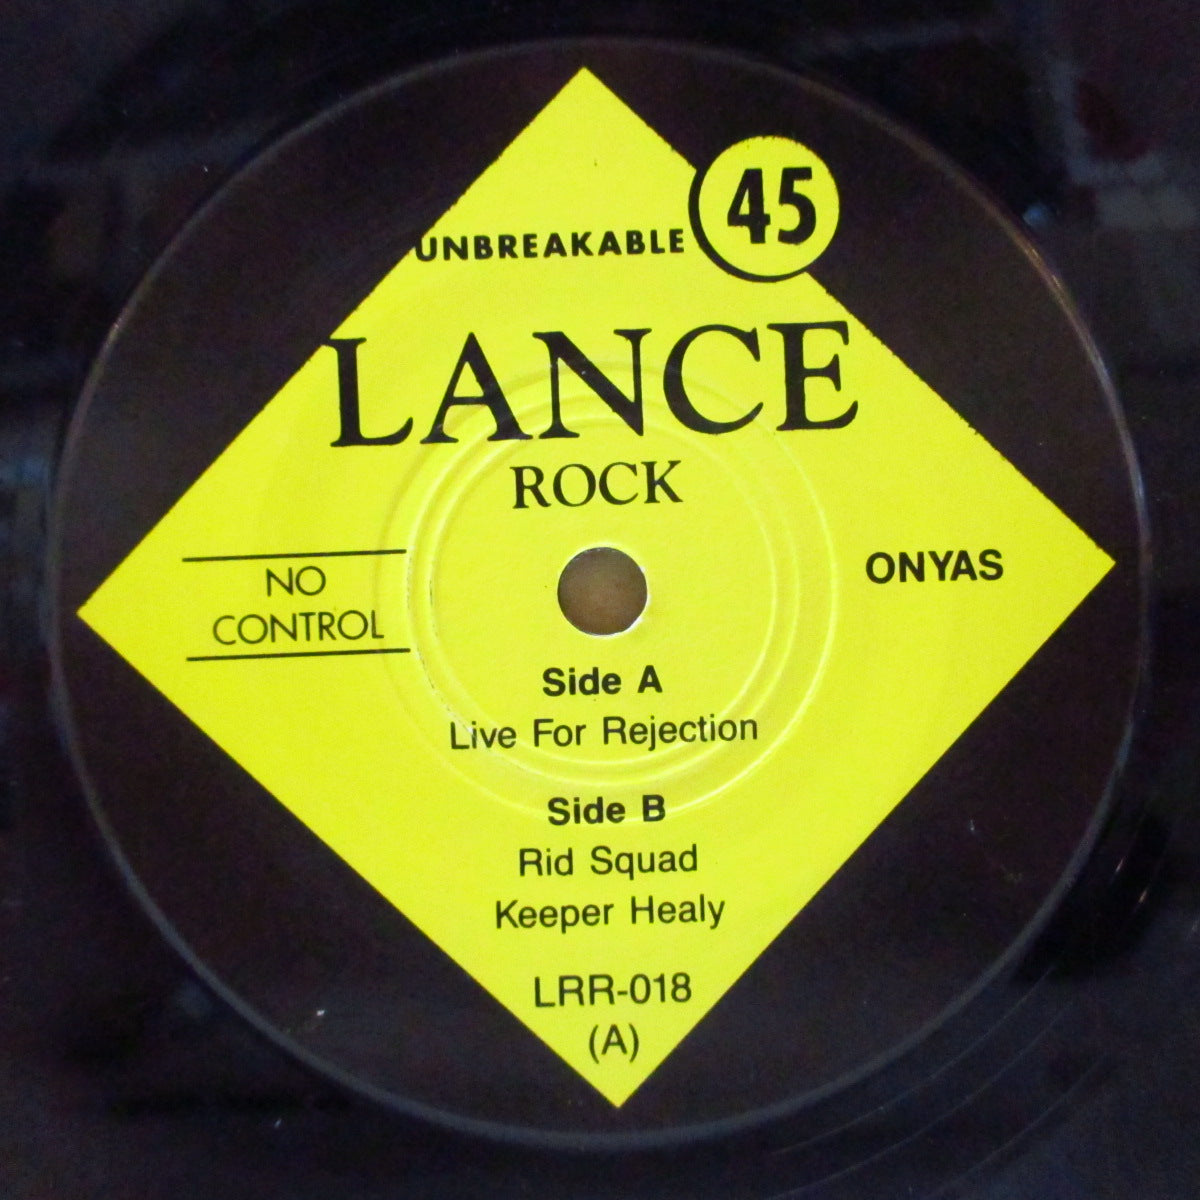 45
UNBREAKABLE
LANCE
ROCK
NO
CONTROL
ONYAS
Side A
Live For Rejection
Side B
Rid Squad
Keeper Healy
LRR-018
(A)